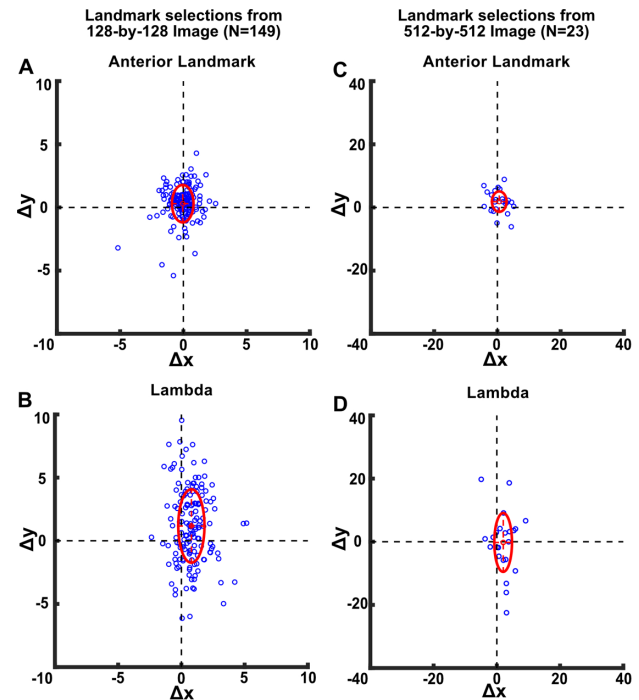 Landmark selections from
128-by-128 Image (N=149)
Landmark selections from
512-by-512 Image (N=23)
A
Anterior Landmark
10
5
0
-5
-10
-5
0
5
10
Δy
Δx
C
Anterior Landmark
40
20
0
-20
-40
-40
-20
0
20
40
Δy
Δx
B
Lambda
10
5
0
-5
-10
-10
-5
0
5
10
Δy
Δx
D
Lambda
40
20
0
-20
-40
-40
-20
0
20
40
Δy
Δx